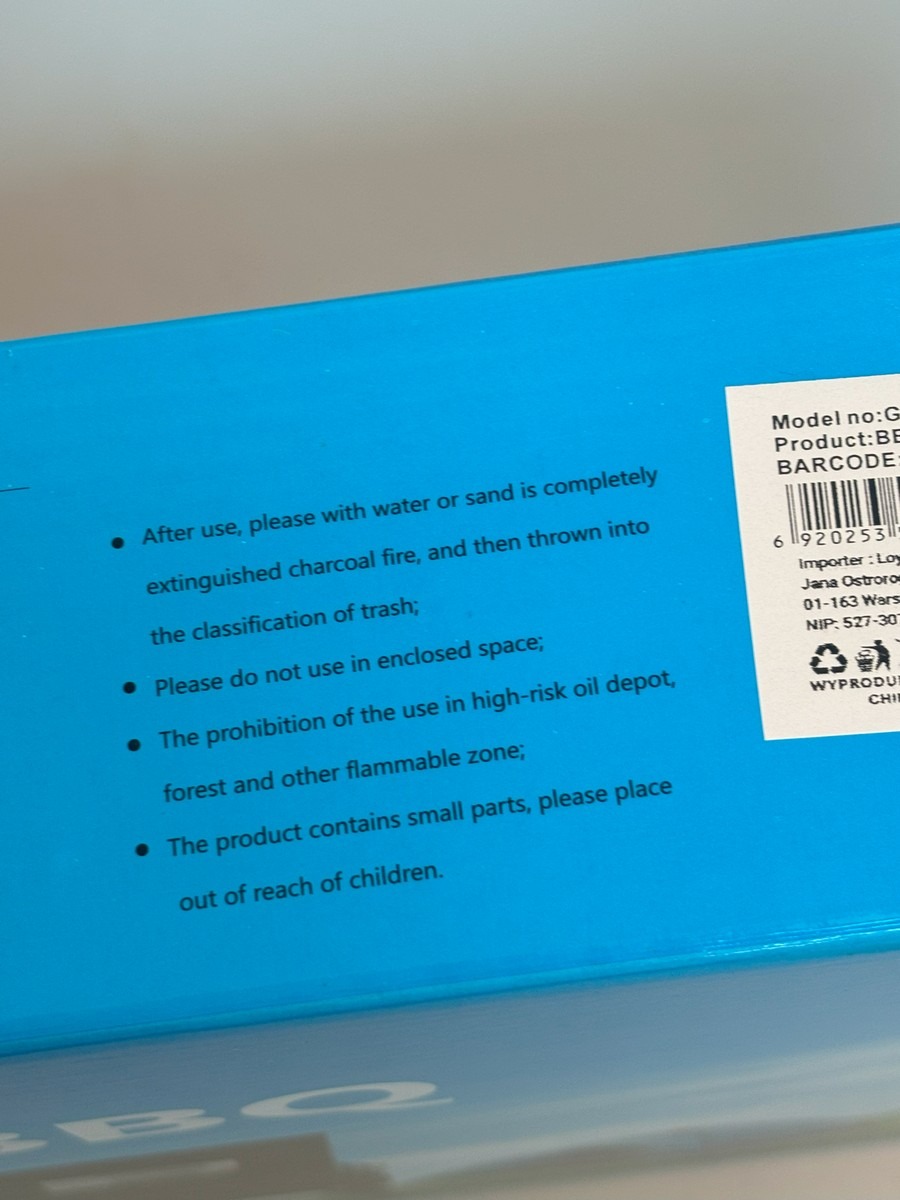 ● After use, please with water or sand is completely
extinguished charcoal fire, and then thrown into
the classification of trash;
● Please do not use in enclosed space;
● The prohibition of the use in high-risk oil depot,
forest and other flammable zone;
● The product contains small parts, please place
out of reach of children.
Model no:G
Product:BB
BARCODE:
6 920253
Importer : Loy
Jana Ostroro
01-163 Wars
NIP: 527-307
WYPRODU
CHI
BBQ